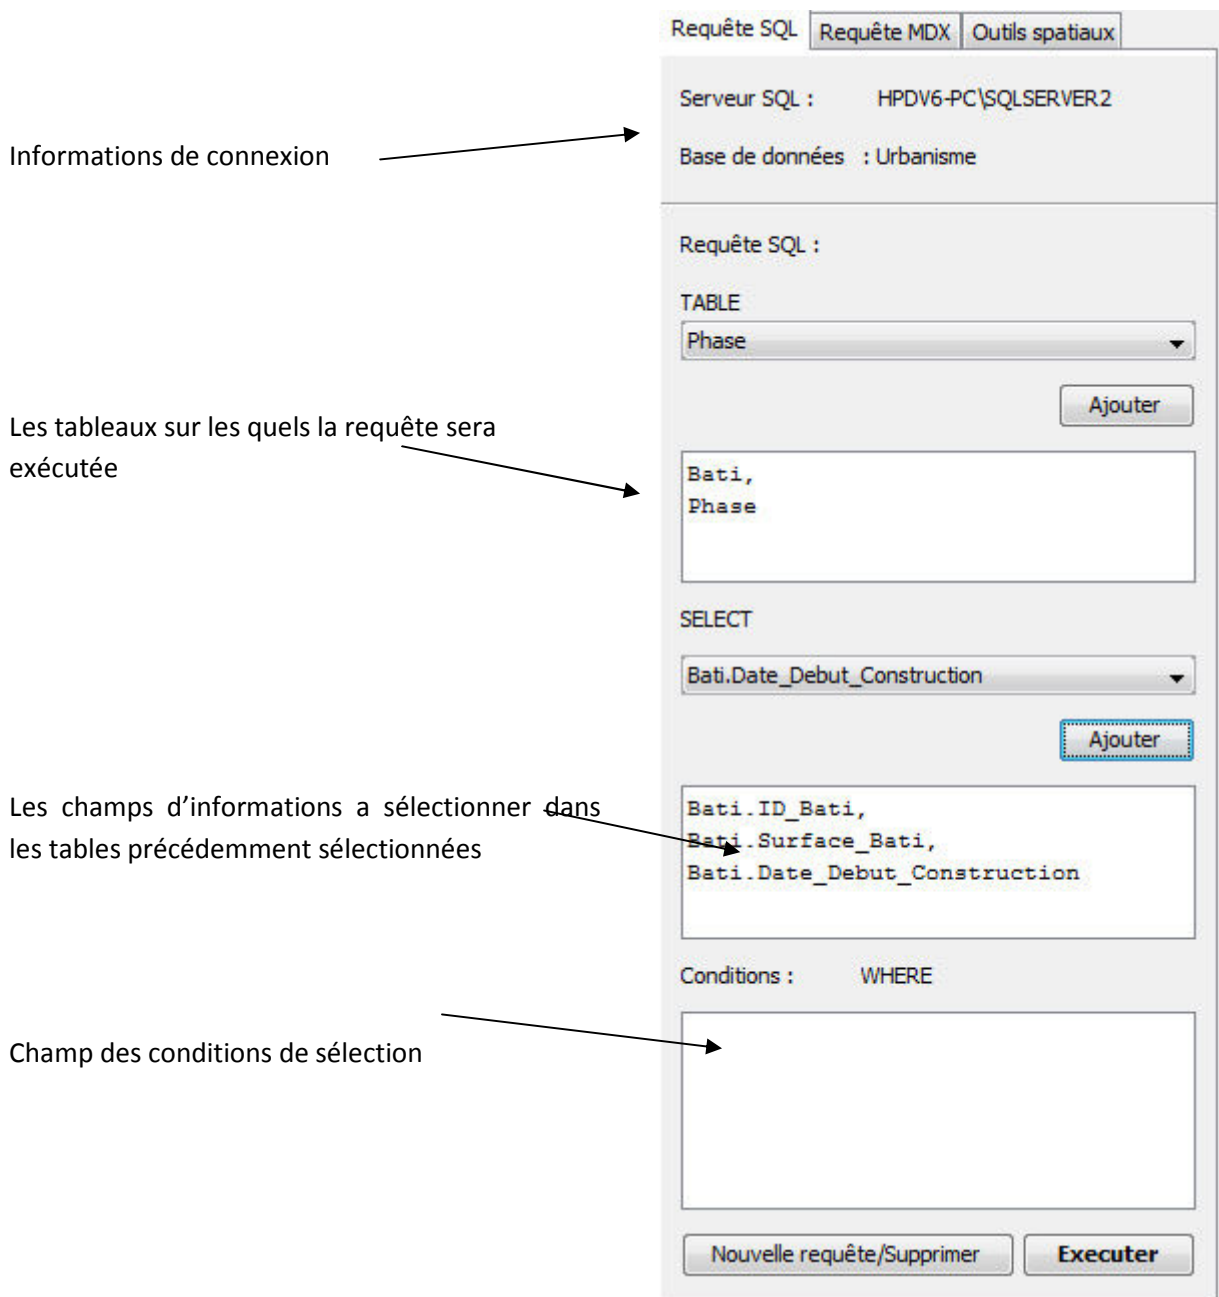 Requête SQL Requête MDX Outils spatiaux
Serveur SQL : HPDV6-PC\SQLSERVER2
Informations de connexion
Base de données : Urbanisme
Requête SQL :
TABLE
Phase
Ajouter
Les tableaux sur les quels la requête sera
exécutée
Bati,
Phase
SELECT
Bati.Date_Debut_Construction
Ajouter
Les champs d’informations a sélectionner dans
les tables précédemment sélectionnées
Bati.ID_Bati,
Bati.Surface_Bati,
Bati.Date_Debut_Construction
Conditions : WHERE
Champ des conditions de sélection
Nouvelle requête/Supprimer Executer